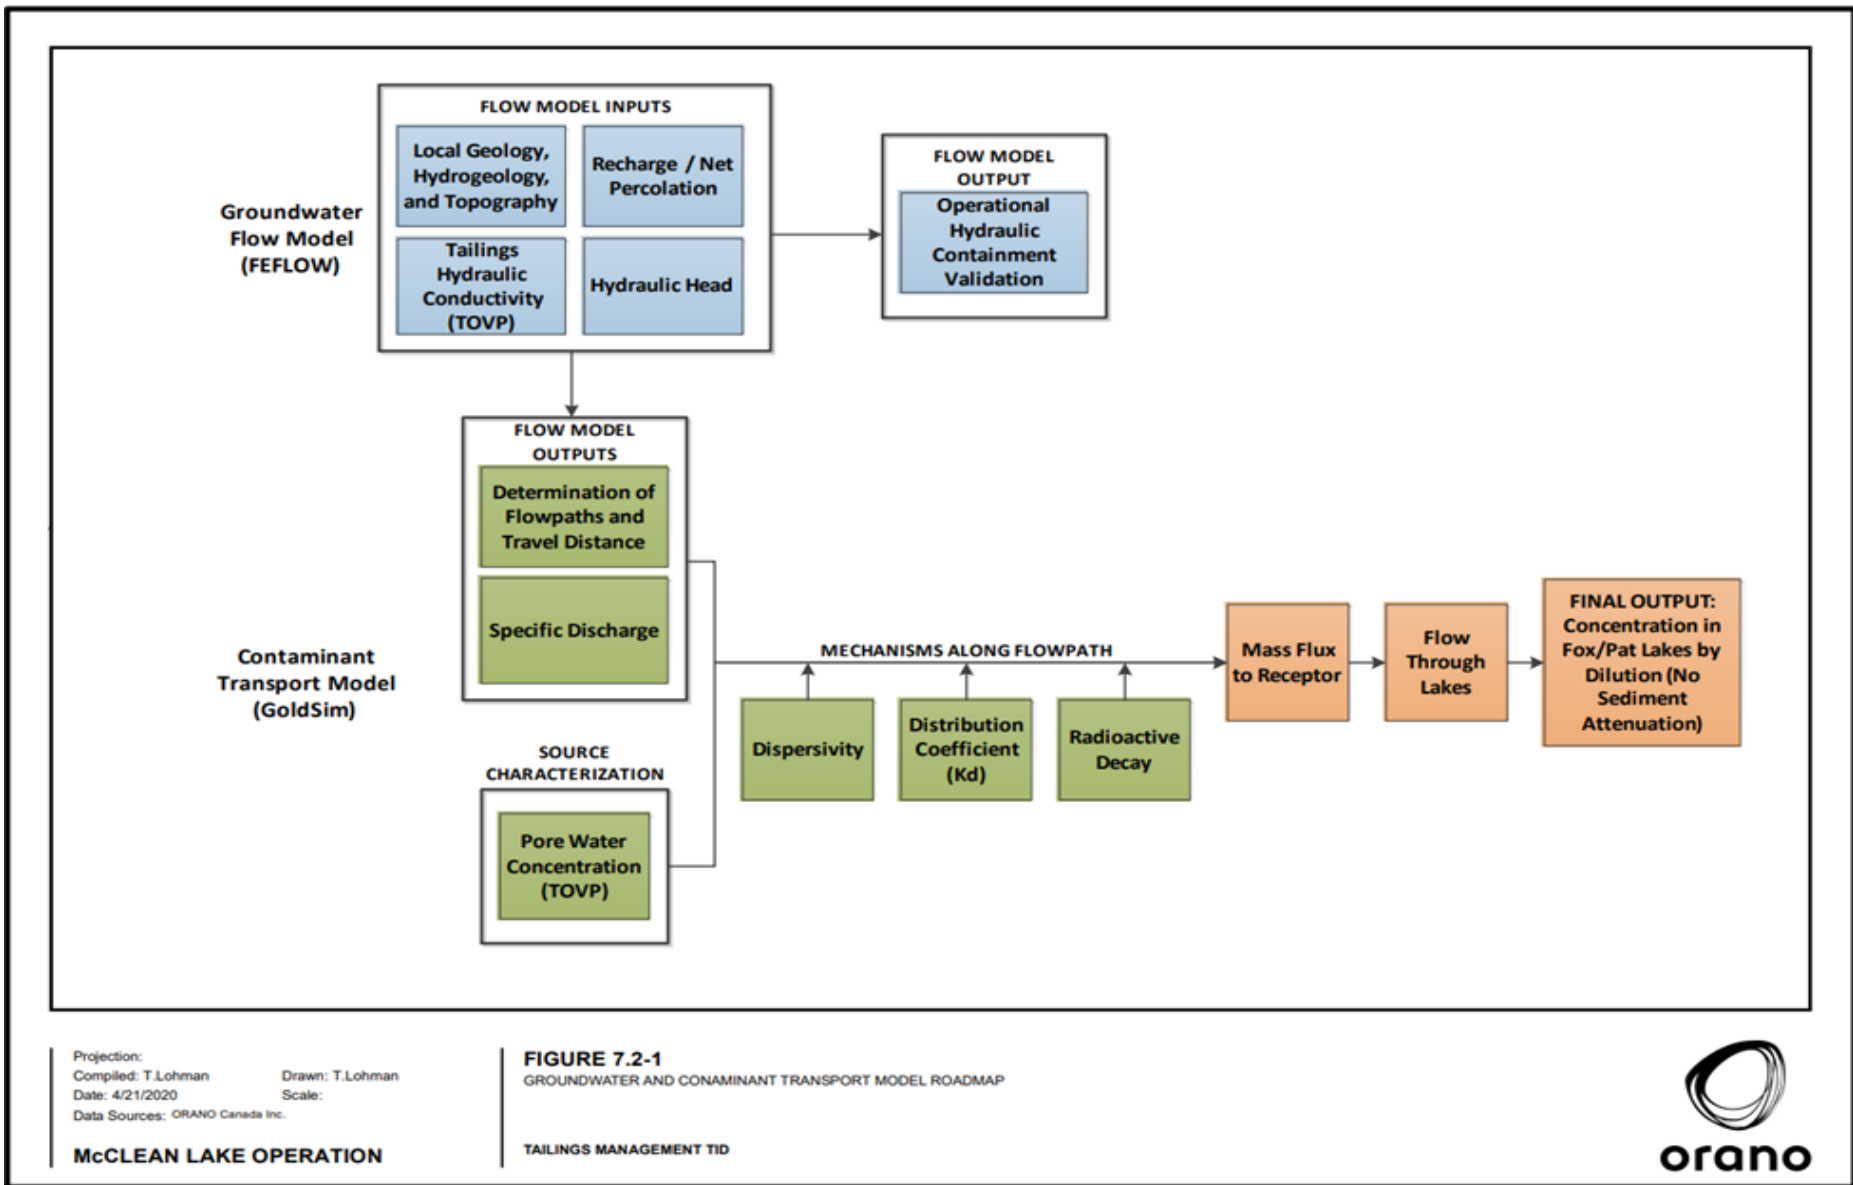 FLOW MODEL INPUTS
Local Geology,
Hydrogeology,
and Topography
Recharge / Net
Percolation
Tailings
Hydraulic
Conductivity
(TOVP)
Hydraulic Head
Groundwater
Flow Model
(FEFLOW)
FLOW MODEL
OUTPUT
Operational
Hydraulic
Containment
Validation
FLOW MODEL
OUTPUTS
Determination of
Flowpaths and
Travel Distance
Specific Discharge
Contaminant
Transport Model
(GoldSim)
SOURCE
CHARACTERIZATION
Pore Water
Concentration
(TOVP)
MECHANISMS ALONG FLOWPATH
Dispersivity
Distribution
Coefficient
(Kd)
Radioactive
Decay
Mass Flux
to Receptor
Flow
Through
Lakes
FINAL OUTPUT:
Concentration in
Fox/Pat Lakes by
Dilution (No
Sediment
Attenuation)
Projection:
Compiled: T.Lohman
Drawn: T.Lohman
Date: 4/21/2020
Scale:
Data Sources: ORANO Canada Inc.
McCLEAN LAKE OPERATION
FIGURE 7.2-1
GROUNDWATER AND CONAMINANT TRANSPORT MODEL ROADMAP
TAILINGS MANAGEMENT TID
orano